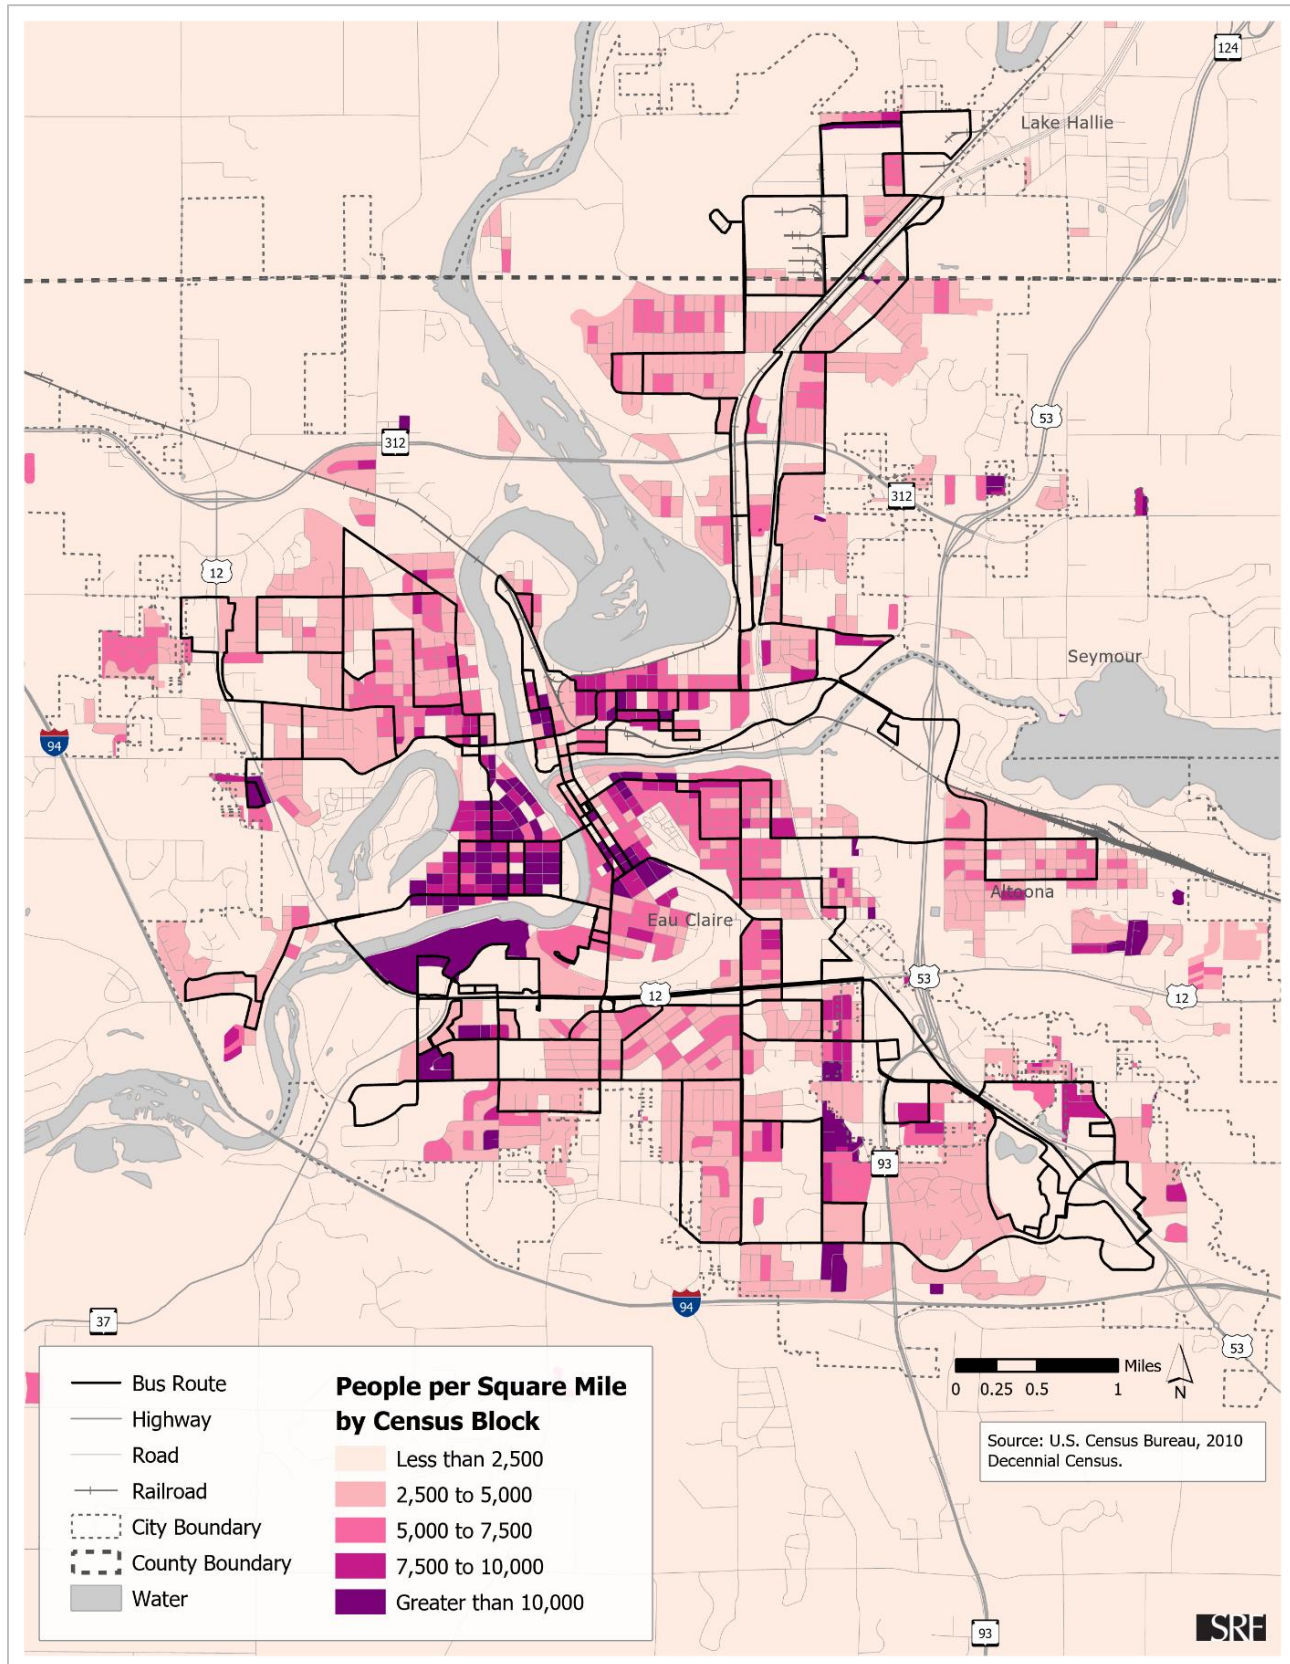 124
Lake Hallie
53
312
312
12
Seymour
94
Altoona
Eau Claire
53
12
12
93
94
37
53
Miles
0 0.25 0.5 1
N
Bus Route
Highway
Road
Railroad
City Boundary
County Boundary
Water
People per Square Mile
by Census Block
Less than 2,500
2,500 to 5,000
5,000 to 7,500
7,500 to 10,000
Greater than 10,000
Source: U.S. Census Bureau, 2010
Decennial Census.
93
SRF